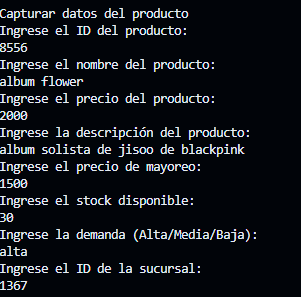 Capturar datos del producto
Ingrese el ID del producto:
8556
Ingrese el nombre del producto:
album flower
Ingrese el precio del producto:
2000
Ingrese la descripción del producto:
album solista de jisoo de blackpink
Ingrese el precio de mayoreo:
1500
Ingrese el stock disponible:
30
Ingrese la demanda (Alta/Media/Baja):
alta
Ingrese el ID de la sucursal:
1367